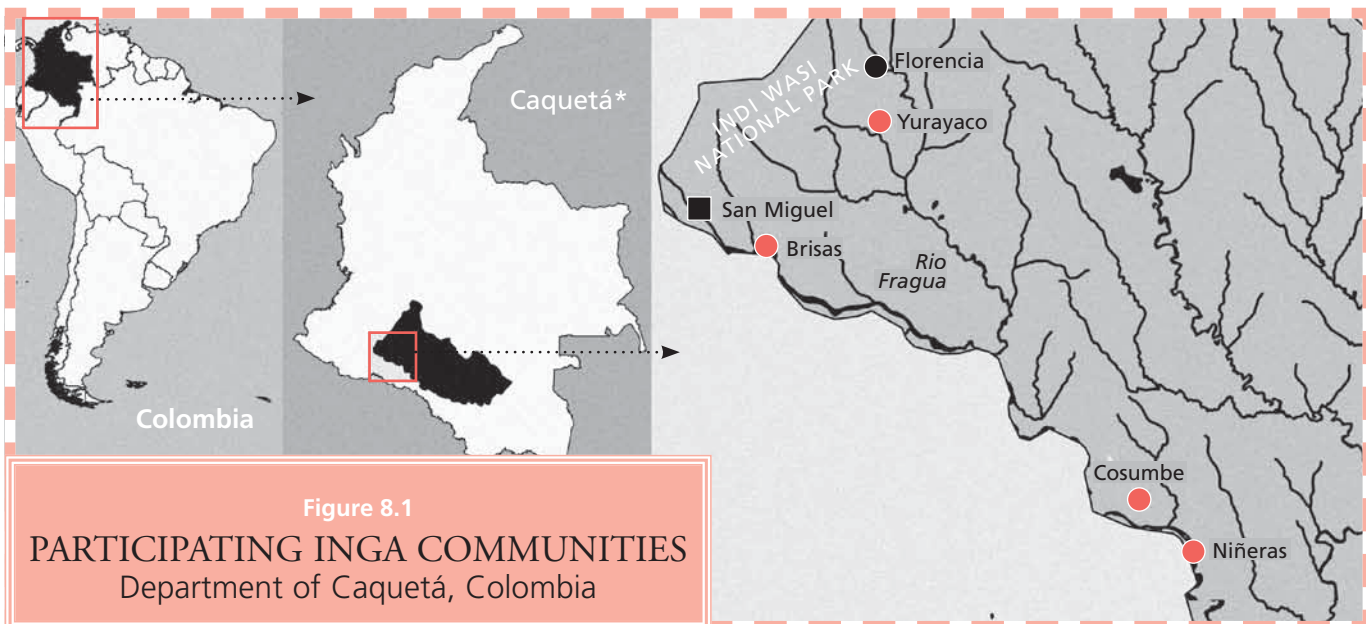 Colombia
Caquetá*
INDI WASI
NATIONAL PARK
Florencia
Yurayaco
San Miguel
Brisas
Rio
Fragua
Cosumbe
Niñeras
Figure 8.1
PARTICIPATING INGA COMMUNITIES
Department of Caquetá, Colombia